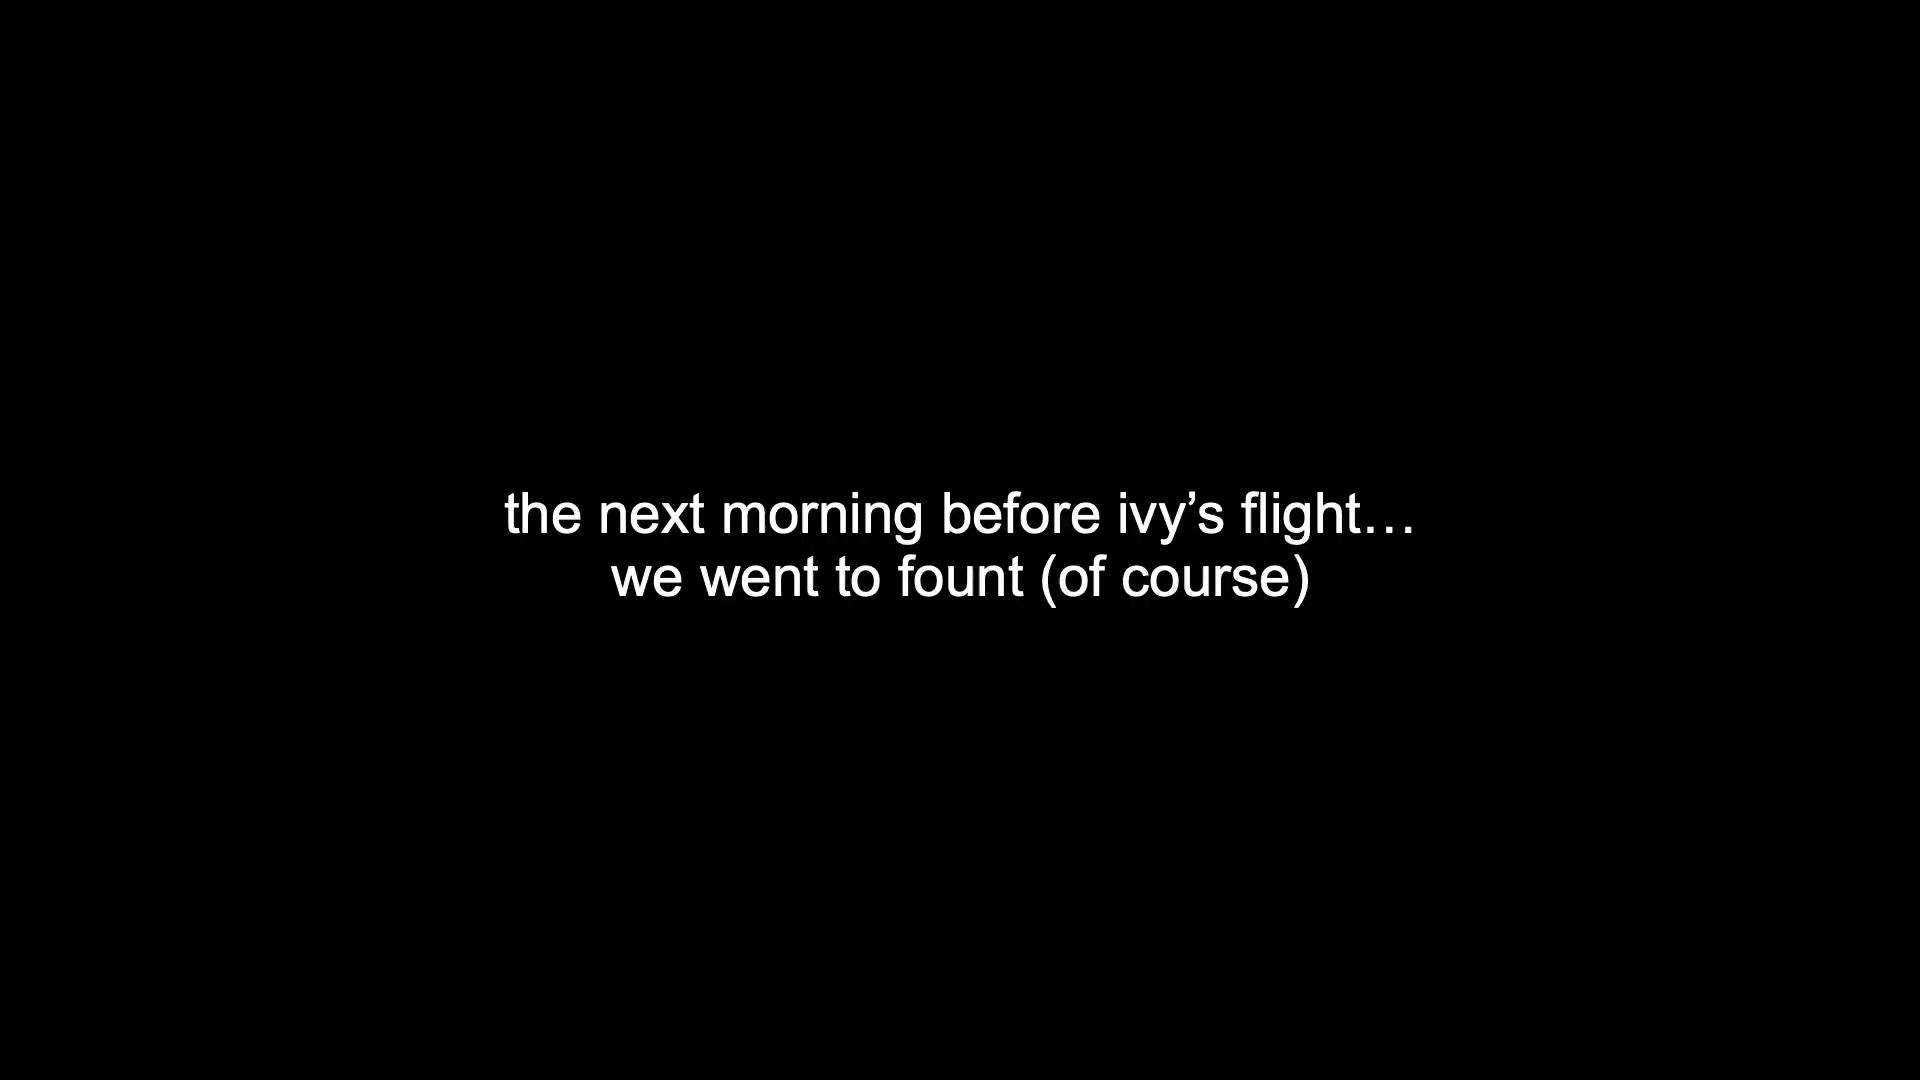 the next morning before ivy’s flight…
we went to fount (of course)